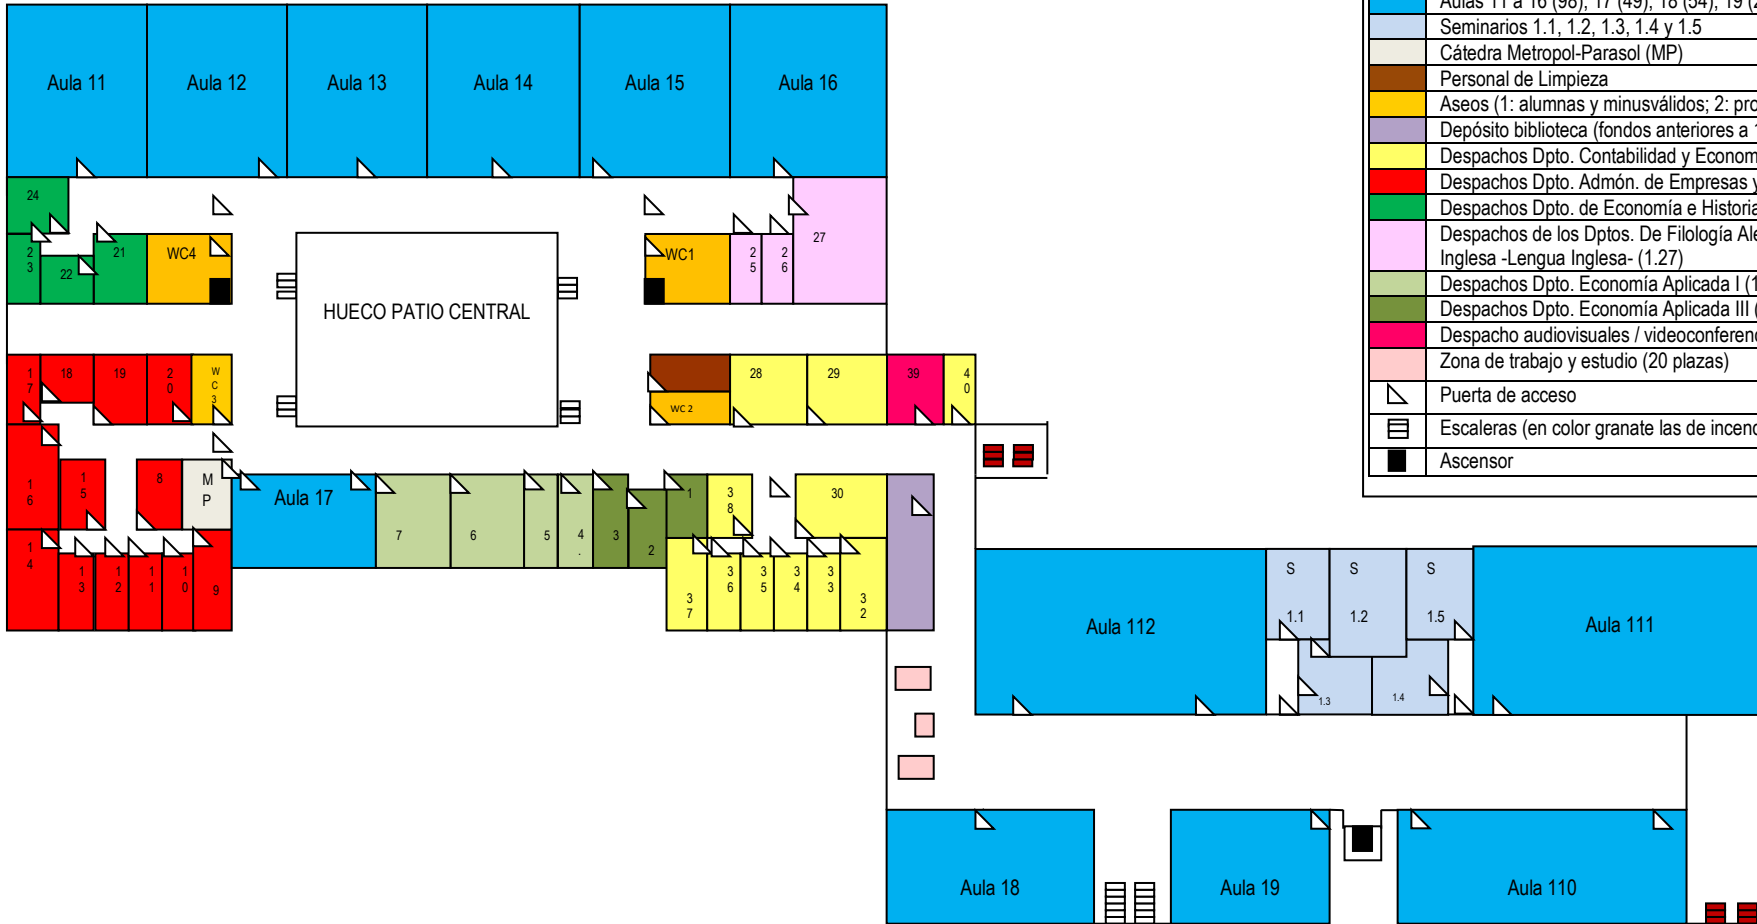 Aula 11
Aula 12
Aula 13
Aula 14
Aula 15
Aula 16
24
23
22
21
WC4
HUECO PATIO CENTRAL
WC1
25
26
27
17
18
19
20
WC3
WC 2
28
29
39
40
16
15
8
MP
14
13
12
11
10
9
Aula 17
7
6
5
4.
3
2
1
38
30
37
36
35
34
33
32
Aula 112
S
1.1
S
1.2
S
1.5
1.3
1.4
Aula 111
Aula 18
Aula 19
Aula 110
Aulas 11 a 16 (98), 17 (49), 18 (54), 19
Seminarios 1.1, 1.2, 1.3, 1.4 y 1.5
Cátedra Metropol-Parasol (MP)
Personal de Limpieza
Aseos (1: alumnas y minusválidos; 2: pro
Depósito biblioteca (fondos anteriores a
Despachos Dpto. Contabilidad y Econom
Despachos Dpto. Admón. de Empresas y
Despachos Dpto. de Economía e Historia
Despachos de los Dptos. De Filología Ale
Inglesa -Lengua Inglesa- (1.27)
Despachos Dpto. Economía Aplicada I (1
Despachos Dpto. Economía Aplicada III (
Despacho audiovisuales / videoconferenc
Zona de trabajo y estudio (20 plazas)
Puerta de acceso
Escaleras (en color granate las de incend
Ascensor